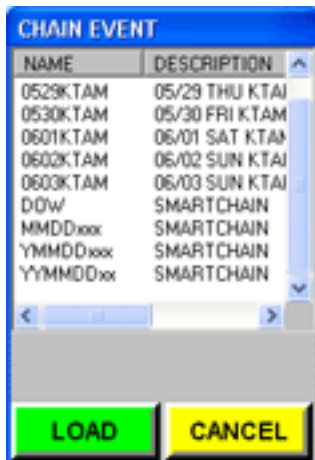 CHAIN EVENT
NAME DESCRIPTION
0529KTAM 05/29 THU KTAI
0530KTAM 05/30 FRI KTAM
0601KTAM 06/01 SAT KTAM
0602KTAM 06/02 SUN KTAI
0603KTAM 06/03 SUN KTAI
DOW SMARTCHAIN
MMDDxxx SMARTCHAIN
YMMDDxxx SMARTCHAIN
YYMMDDxx SMARTCHAIN
LOAD CANCEL